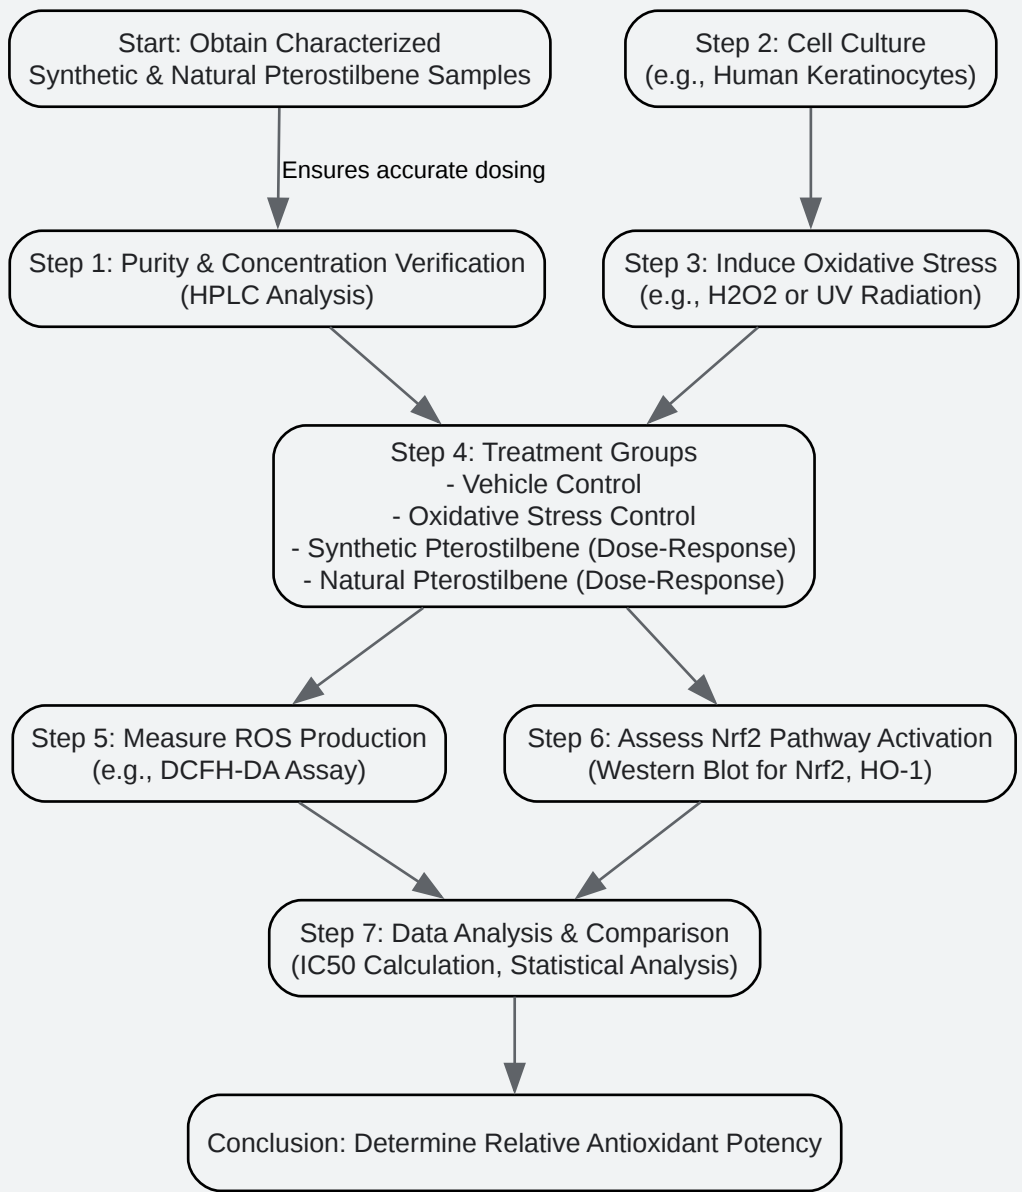 Start: Obtain Characterized
Synthetic & Natural Pterostilbene Samples
Step 2: Cell Culture
(e.g., Human Keratinocytes)
Ensures accurate dosing
Step 1: Purity & Concentration Verification
(HPLC Analysis)
Step 3: Induce Oxidative Stress
(e.g., H2O2 or UV Radiation)
Step 4: Treatment Groups
- Vehicle Control
- Oxidative Stress Control
- Synthetic Pterostilbene (Dose-Response)
- Natural Pterostilbene (Dose-Response)
Step 5: Measure ROS Production
(e.g., DCFH-DA Assay)
Step 6: Assess Nrf2 Pathway Activation
(Western Blot for Nrf2, HO-1)
Step 7: Data Analysis & Comparison
(IC50 Calculation, Statistical Analysis)
Conclusion: Determine Relative Antioxidant Potency